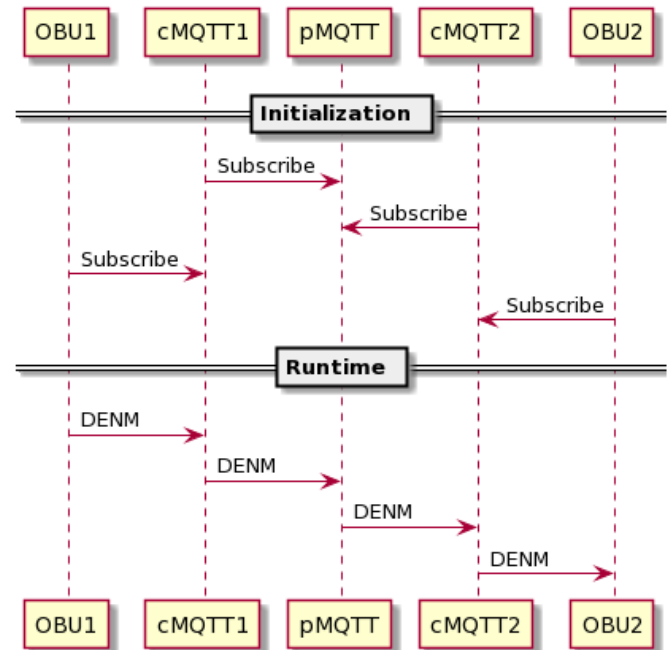 OBU1 cMQTT1 pMQTT cMQTT2 OBU2
Initialization
Subscribe
Subscribe
Subscribe
Subscribe
Runtime
DENM
DENM
DENM
DENM
OBU1 cMQTT1 pMQTT cMQTT2 OBU2